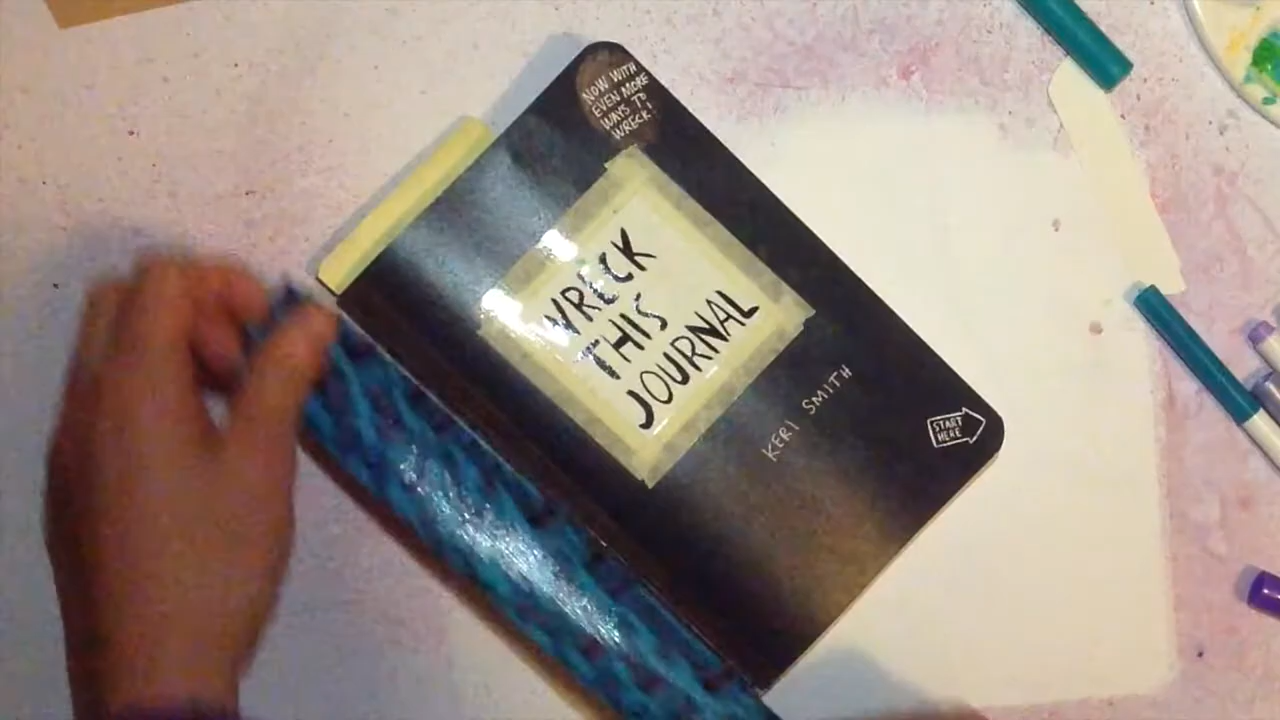 NOW WITH
EVEN MORE
WAYS TO
WRECK!
WRECK
THIS
JOURNAL
KERI SMITH
START
HERE